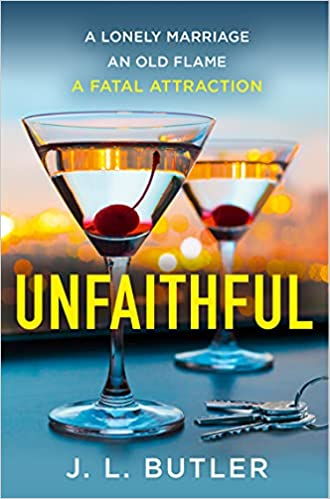 A LONELY MARRIAGE
AN OLD FLAME
A FATAL ATTRACTION
UNFAITHFUL
J. L. BUTLER